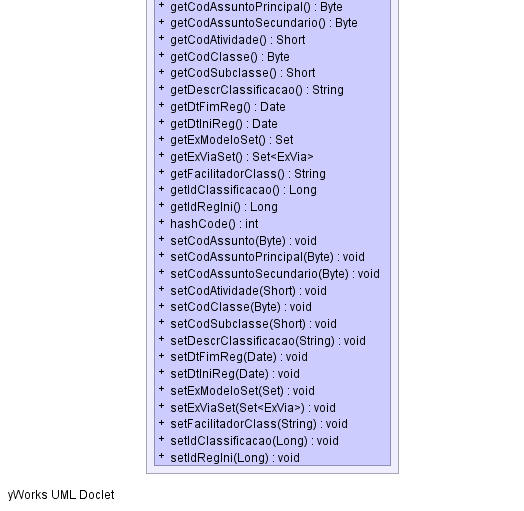 + getCodAssuntoPrincipal() : Byte
+ getCodAssuntoSecundario() : Byte
+ getCodAtividade() : Short
+ getCodClasse() : Byte
+ getCodSubclasse() : Short
+ getDescrClassificacao() : String
+ getDtFimReg() : Date
+ getDtIniReg() : Date
+ getExModeloSet() : Set
+ getExViaSet() : Set<ExVia>
+ getFacilitadorClass() : String
+ getIdClassificacao() : Long
+ getIdRegIni() : Long
+ hashCode() : int
+ setCodAssunto(Byte) : void
+ setCodAssuntoPrincipal(Byte) : void
+ setCodAssuntoSecundario(Byte) : void
+ setCodAtividade(Short) : void
+ setCodClasse(Byte) : void
+ setCodSubclasse(Short) : void
+ setDescrClassificacao(String) : void
+ setDtFimReg(Date) : void
+ setDtIniReg(Date) : void
+ setExModeloSet(Set) : void
+ setExViaSet(Set<ExVia>) : void
+ setFacilitadorClass(String) : void
+ setIdClassificacao(Long) : void
+ setIdRegIni(Long) : void
yWorks UML Doclet